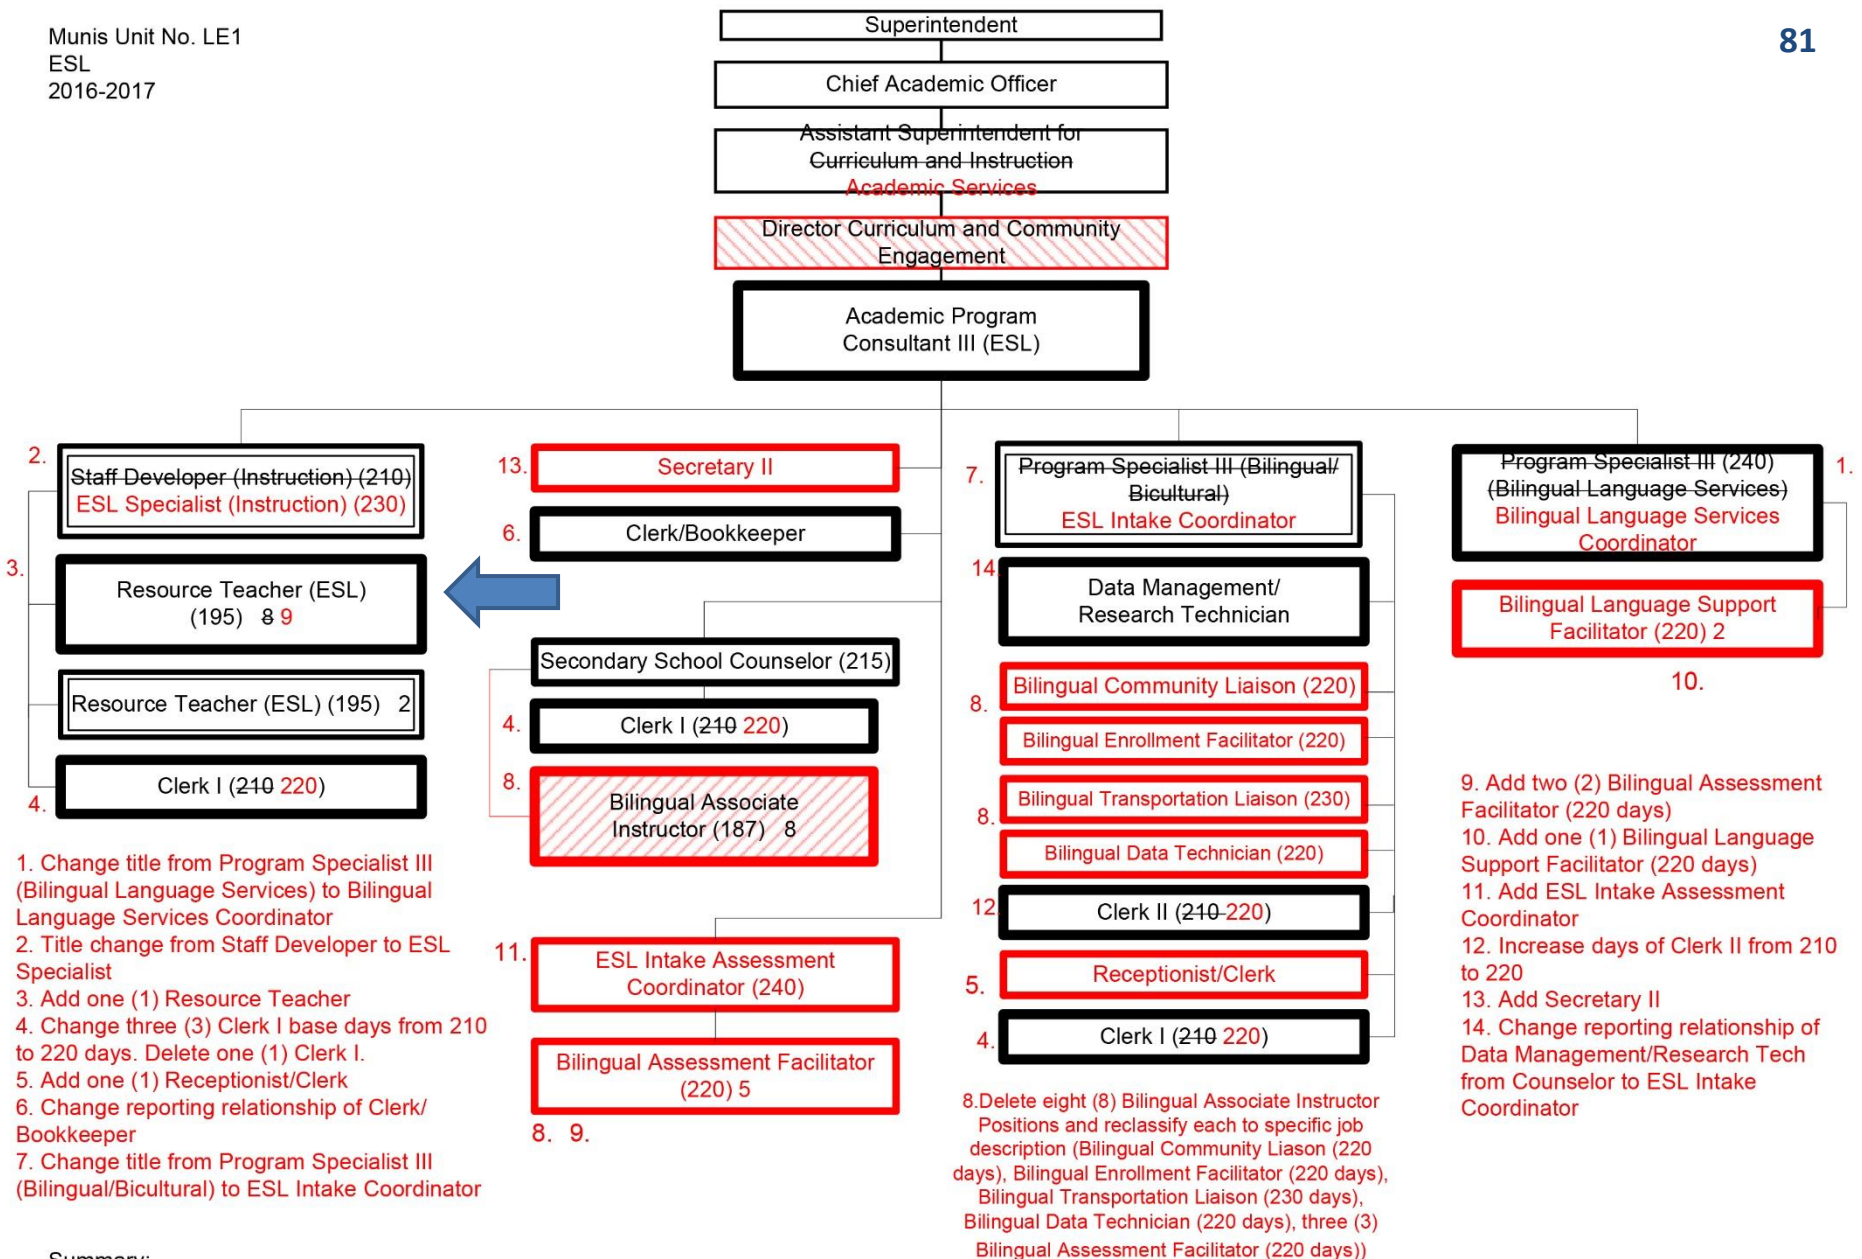 Munis Unit No. LE1
ESL
2016-2017
81
Superintendent
Chief Academic Officer
Assistant Superintendent for
Curriculum and Instruction
Academic Services
Director Curriculum and Community
Engagement
Academic Program
Consultant III (ESL)
2.
Staff Developer (Instruction) (210)
ESL Specialist (Instruction) (230)
3.
Resource Teacher (ESL)
(195) 8 9
Resource Teacher (ESL) (195) 2
4.
Clerk I (210 220)
13.
Secretary II
6.
Clerk/Bookkeeper
Secondary School Counselor (215)
4.
Clerk I (210 220)
8.
Bilingual Associate
Instructor (187) 8
11.
ESL Intake Assessment
Coordinator (240)
Bilingual Assessment Facilitator
(220) 5
8. 9.
7.
Program Specialist III (Bilingual/
Bicultural)
ESL Intake Coordinator
14.
Data Management/
Research Technician
8.
Bilingual Community Liaison (220)
Bilingual Enrollment Facilitator (220)
8.
Bilingual Transportation Liaison (230)
Bilingual Data Technician (220)
12.
Clerk II (210 220)
5.
Receptionist/Clerk
4.
Clerk I (210 220)
1.
Program Specialist III (240)
(Bilingual Language Services)
Bilingual Language Services
Coordinator
Bilingual Language Support
Facilitator (220) 2
10.
1. Change title from Program Specialist III
(Bilingual Language Services) to Bilingual
Language Services Coordinator
2. Title change from Staff Developer to ESL
Specialist
3. Add one (1) Resource Teacher
4. Change three (3) Clerk I base days from 210
to 220 days. Delete one (1) Clerk I.
5. Add one (1) Receptionist/Clerk
6. Change reporting relationship of Clerk/
Bookkeeper
7. Change title from Program Specialist III
(Bilingual/Bicultural) to ESL Intake Coordinator
8.Delete eight (8) Bilingual Associate Instructor
Positions and reclassify each to specific job
description (Bilingual Community Liason (220
days), Bilingual Enrollment Facilitator (220 days),
Bilingual Transportation Liaison (230 days),
Bilingual Data Technician (220 days), three (3)
Bilingual Assessment Facilitator (220 days))
9. Add two (2) Bilingual Assessment
Facilitator (220 days)
10. Add one (1) Bilingual Language
Support Facilitator (220 days)
11. Add ESL Intake Assessment
Coordinator
12. Increase days of Clerk II from 210
to 220
13. Add Secretary II
14. Change reporting relationship of
Data Management/Research Tech
from Counselor to ESL Intake
Coordinator
Summary: